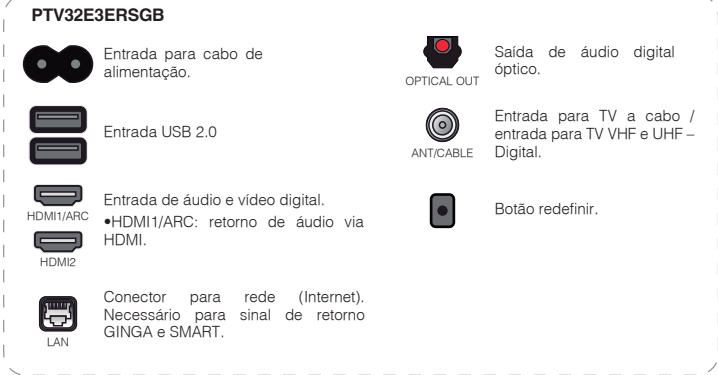 PTV32E3ERSGB
Entrada para cabo de
alimentação.
Entrada USB 2.0
HDMI1/ARC
HDMI2
Entrada de áudio e vídeo digital.
•HDMI1/ARC: retorno de áudio via
HDMI.
LAN
Conector para rede (Internet).
Necessário para sinal de retorno
GINGA e SMART.
OPTICAL OUT
Saída de áudio digital
óptico.
ANT/CABLE
Entrada para TV a cabo /
entrada para TV VHF e UHF –
Digital.
Botão redefinir.